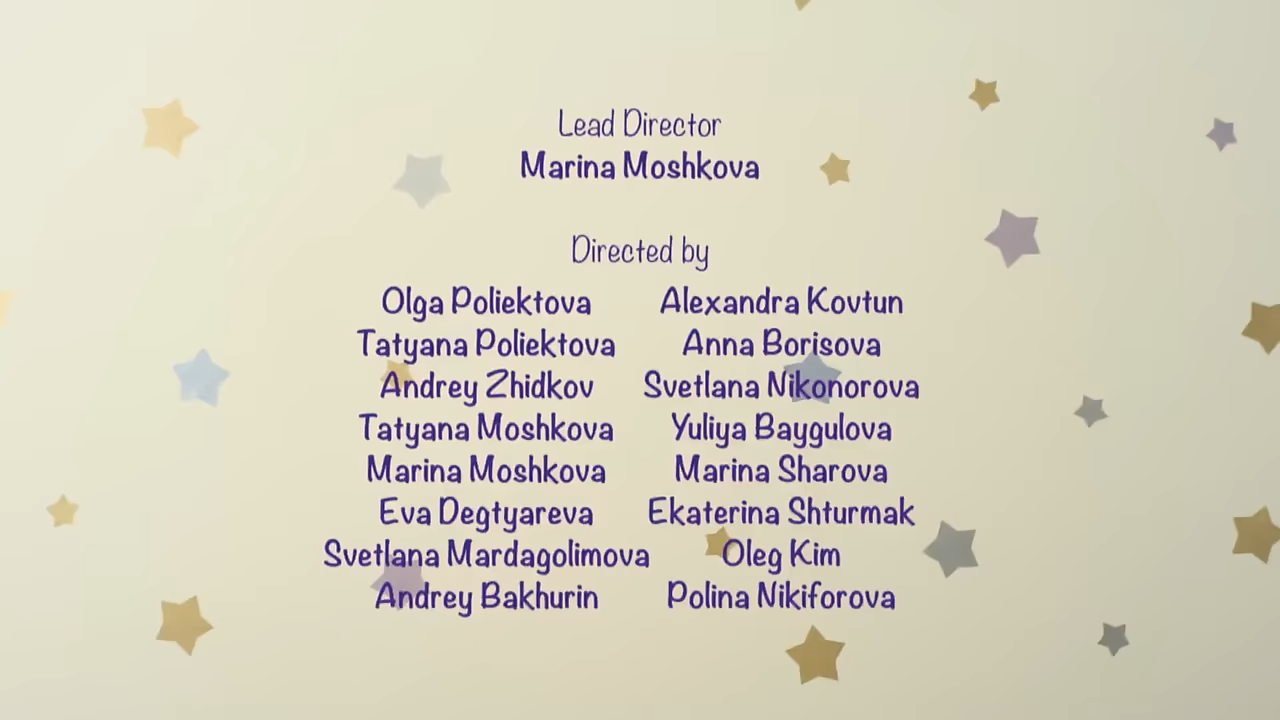 Lead Director
Marina Moshkova
Directed by
Olga Poliektova
Tatyana Poliektova
Andrey Zhidkov
Tatyana Moshkova
Marina Moshkova
Eva Degtyareva
Svetlana Mardagolimova
Andrey Bakhurin
Alexandra Kovtun
Anna Borisova
Svetlana Nikonorova
Yuliya Baygulova
Marina Sharova
Ekaterina Shturmak
Oleg Kim
Polina Nikiforova